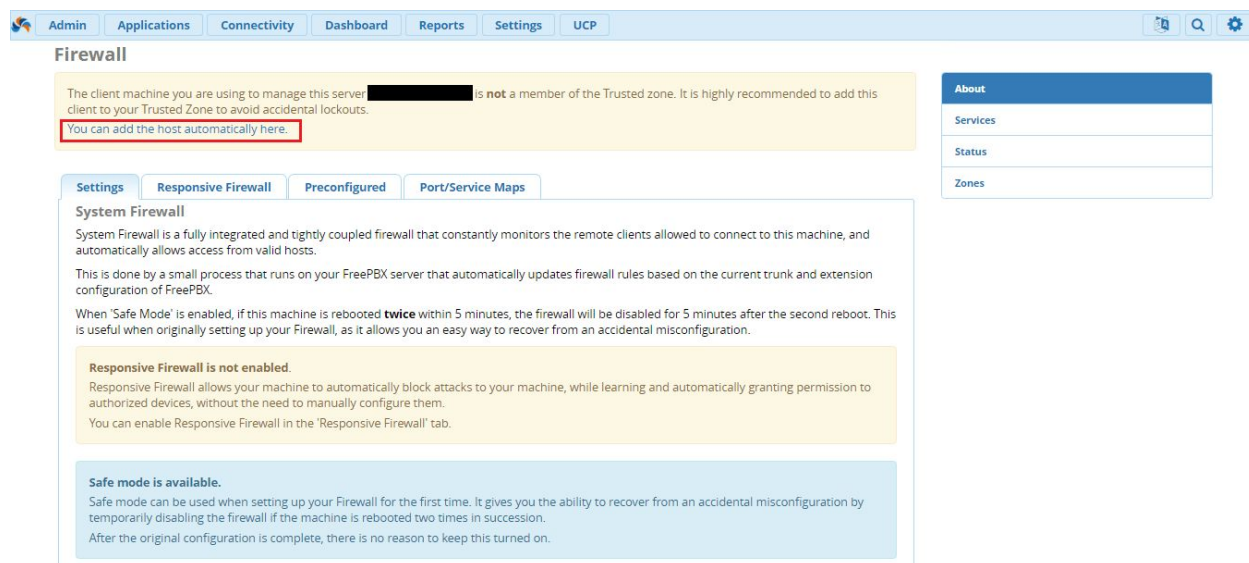 Admin Applications Connectivity Dashboard Reports Settings UCP
Firewall
The client machine you are using to manage this server is not a member of the Trusted zone. It is highly recommended to add this
client to your Trusted Zone to avoid accidental lockouts.
You can add the host automatically here.
About
Services
Status
Zones
Settings Responsive Firewall Preconfigured Port/Service Maps
System Firewall
System Firewall is a fully integrated and tightly coupled firewall that constantly monitors the remote clients allowed to connect to this machine, and
automatically allows access from valid hosts.
This is done by a small process that runs on your FreePBX server that automatically updates firewall rules based on the current trunk and extension
configuration of FreePBX.
When 'Safe Mode' is enabled, if this machine is rebooted twice within 5 minutes, the firewall will be disabled for 5 minutes after the second reboot. This
is useful when originally setting up your Firewall, as it allows you an easy way to recover from an accidental misconfiguration.
Responsive Firewall is not enabled.
Responsive Firewall allows your machine to automatically block attacks to your machine, while learning and automatically granting permission to
authorized devices, without the need to manually configure them.
You can enable Responsive Firewall in the 'Responsive Firewall' tab.
Safe mode is available.
Safe mode can be used when setting up your Firewall for the first time. It gives you the ability to recover from an accidental misconfiguration by
temporarily disabling the firewall if the machine is rebooted two times in succession.
After the original configuration is complete, there is no reason to keep this turned on.